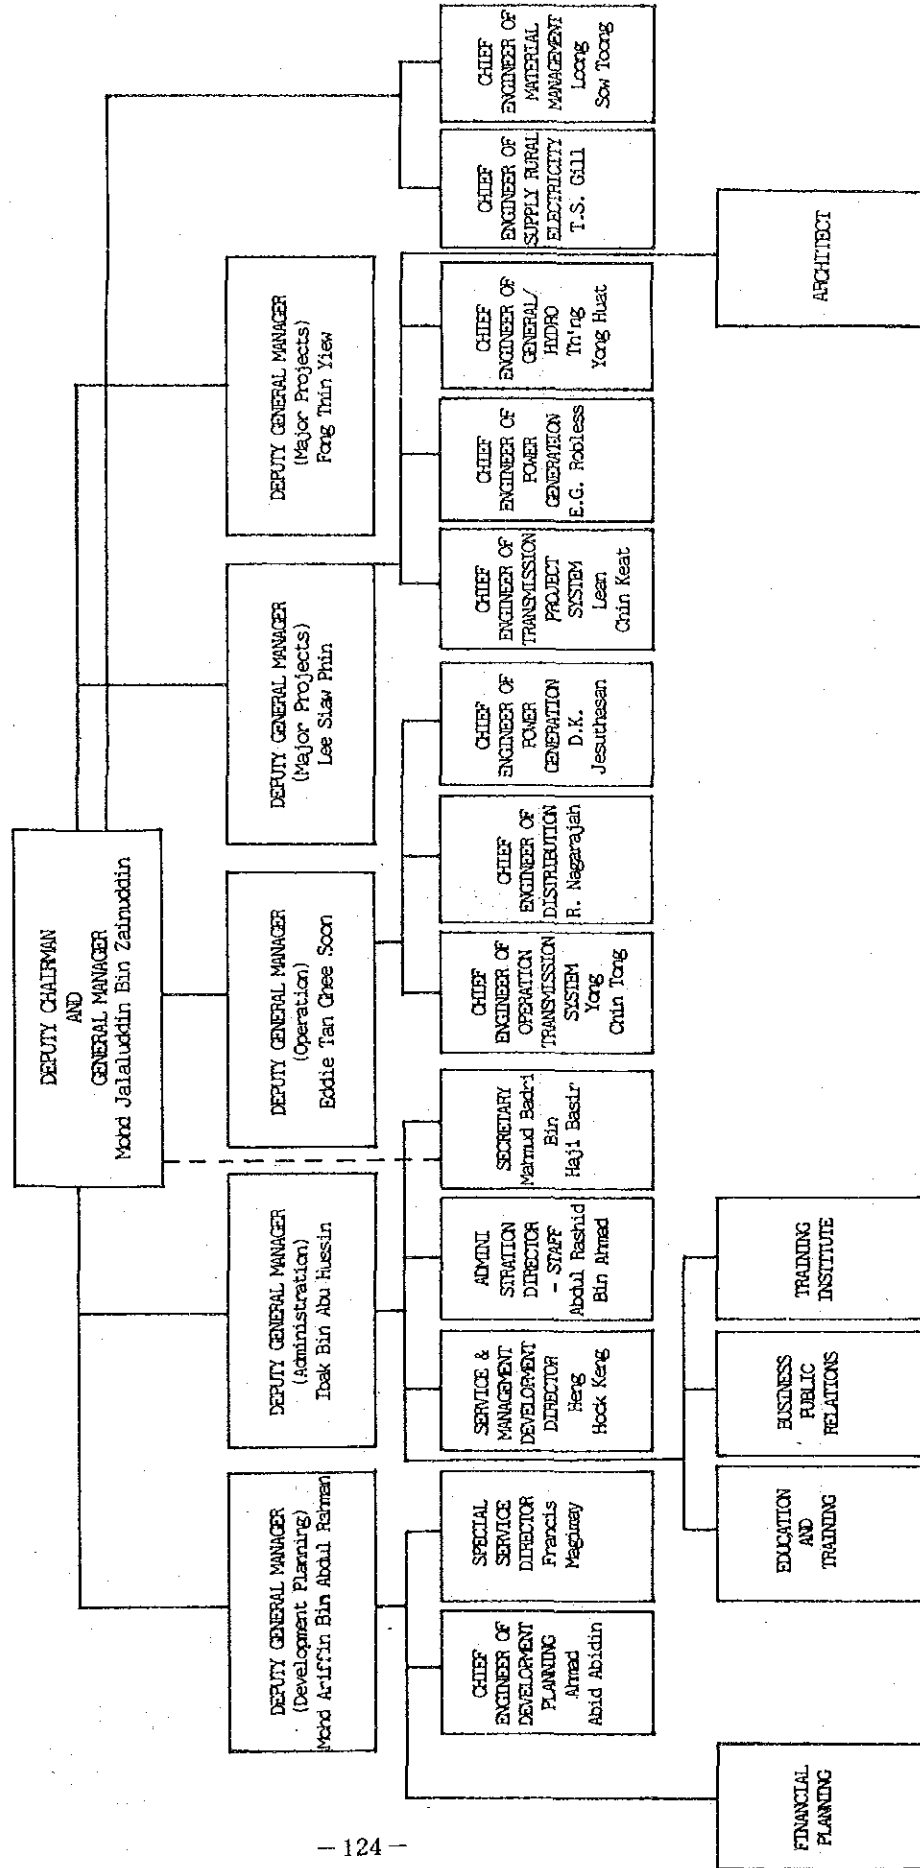 DEPUTY CHAIRMAN
AND
GENERAL MANAGER
Mohd Jalaluddin Bin Zainuddin
DEPUTY GENERAL MANAGER
(Development Planning)
Mohd Ariffin Bin Abdul Rahman
DEPUTY GENERAL MANAGER
(Administration)
Ibak Bin Abu Hussin
DEPUTY GENERAL MANAGER
(Operation)
Eddie Tan Ghee Soon
DEPUTY GENERAL MANAGER
(Major Projects)
Lee Siaw Phin
DEPUTY GENERAL MANAGER
(Major Projects)
Fong Thin Yiew
CHIEF
ENGINEER OF
DEVELOPMENT
PLANNING
Ahmad
Abid Abidin
SPECIAL
SERVICE
DIRECTOR
Francis
Magumay
SERVICE &
MANAGEMENT
DEVELOPMENT
DIRECTOR
Heng
Hock Keng
ADMINI
STRATION
DIRECTOR
- STAFF
Abdul Rashid
Bin Ahmad
SECRETARY
Mahmud Badri
Bin
Haji Basir
CHIEF
ENGINEER OF
OPERATION
TRANSMISSION
SYSTEM
Yong
Chin Tong
CHIEF
ENGINEER OF
DISTRIBUTION
R. Nagarajah
CHIEF
ENGINEER OF
POWER
GENERATION
D.K.
Jesuthasan
CHIEF
ENGINEER OF
TRANSMISSION
PROJECT
SYSTEM
Lean
Chin Keat
CHIEF
ENGINEER OF
POWER
GENERATION
E.G. Robless
CHIEF
ENGINEER OF
GENERAL/
HYDRO
Th'ng
Yong Huat
CHIEF
ENGINEER OF
SUPPLY RURAL
ELECTRICITY
T.S. Gill
CHIEF
ENGINEER OF
MATERIAL
MANAGEMENT
Loong
Sow Toong
FINANCIAL
PLANNING
EDUCATION
AND
TRAINING
BUSINESS
PUBLIC
RELATIONS
TRAINING
INSTITUTE
ARCHITECT
- 124 -